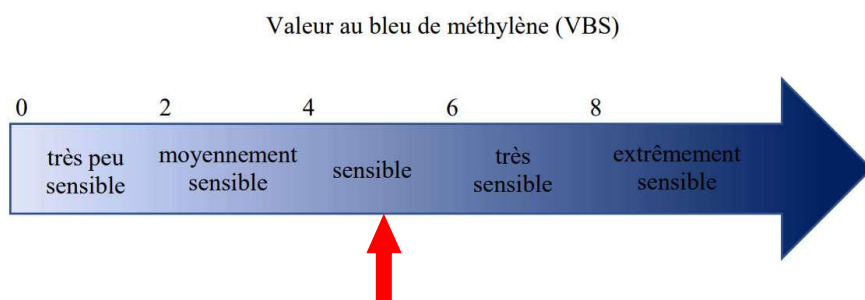 Valeur au bleu de méthylène (VBS)
0 2 4 6 8
très peu sensible
moyennement sensible
sensible
très sensible
extrêmement sensible